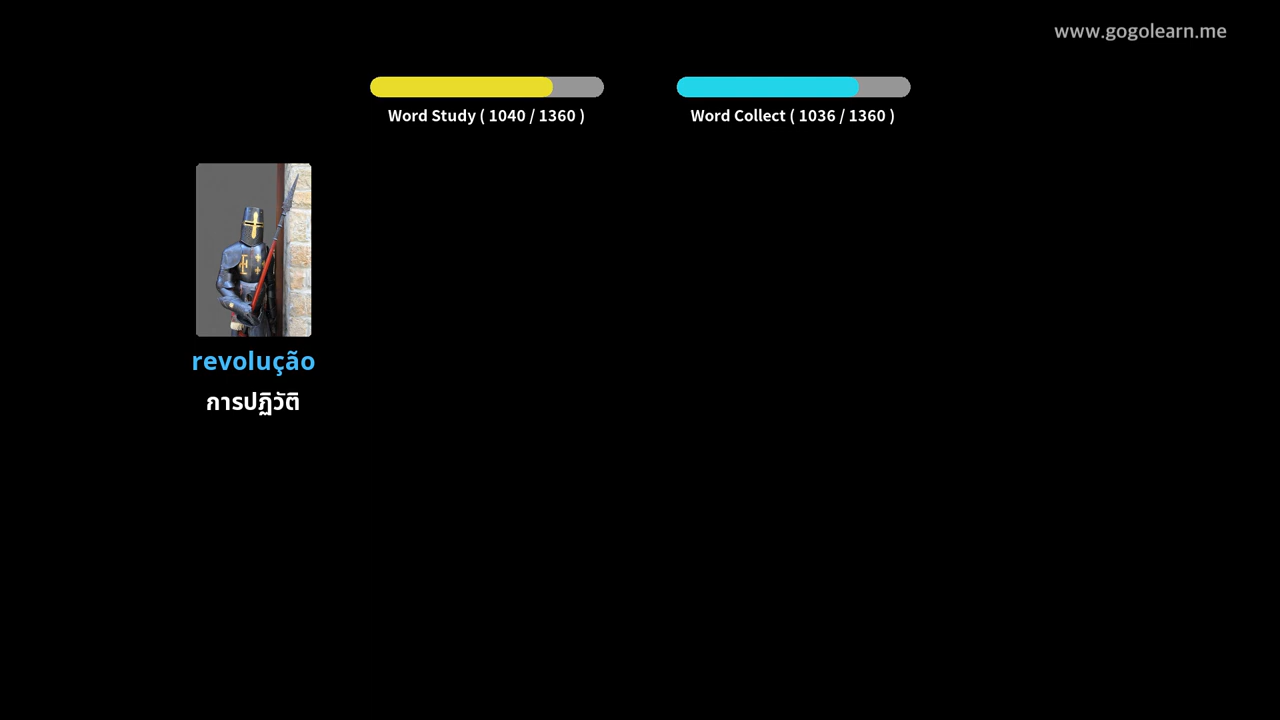 www.gogolearn.me
Word Study ( 1040 / 1360 )
Word Collect ( 1036 / 1360 )
revolução
การปฏิวัติ